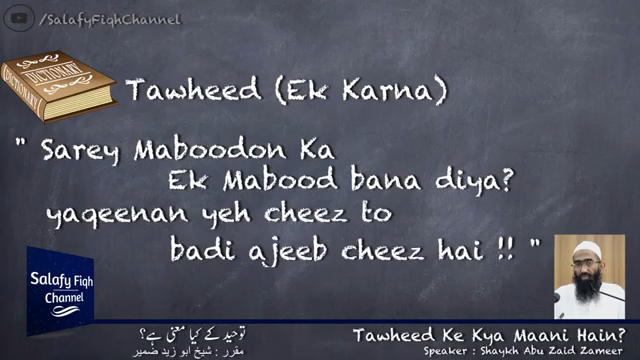 /SalafyFiqhChannel
DICTIONARY
Tawheed (Ek Karna)
" Sarey Maboodon Ka
Ek Mabood bana diya?
yaqeenan yeh cheez to
badi ajeeb cheez hai !! "
Salafy Fiqh
Channel
توحید کے کیا معنی ہے؟
مقرر : شیخ ابو زید ضمیر
Tawheed Ke Kya Maani Hain?
Speaker : Shaykh Abu Zaid Zameer